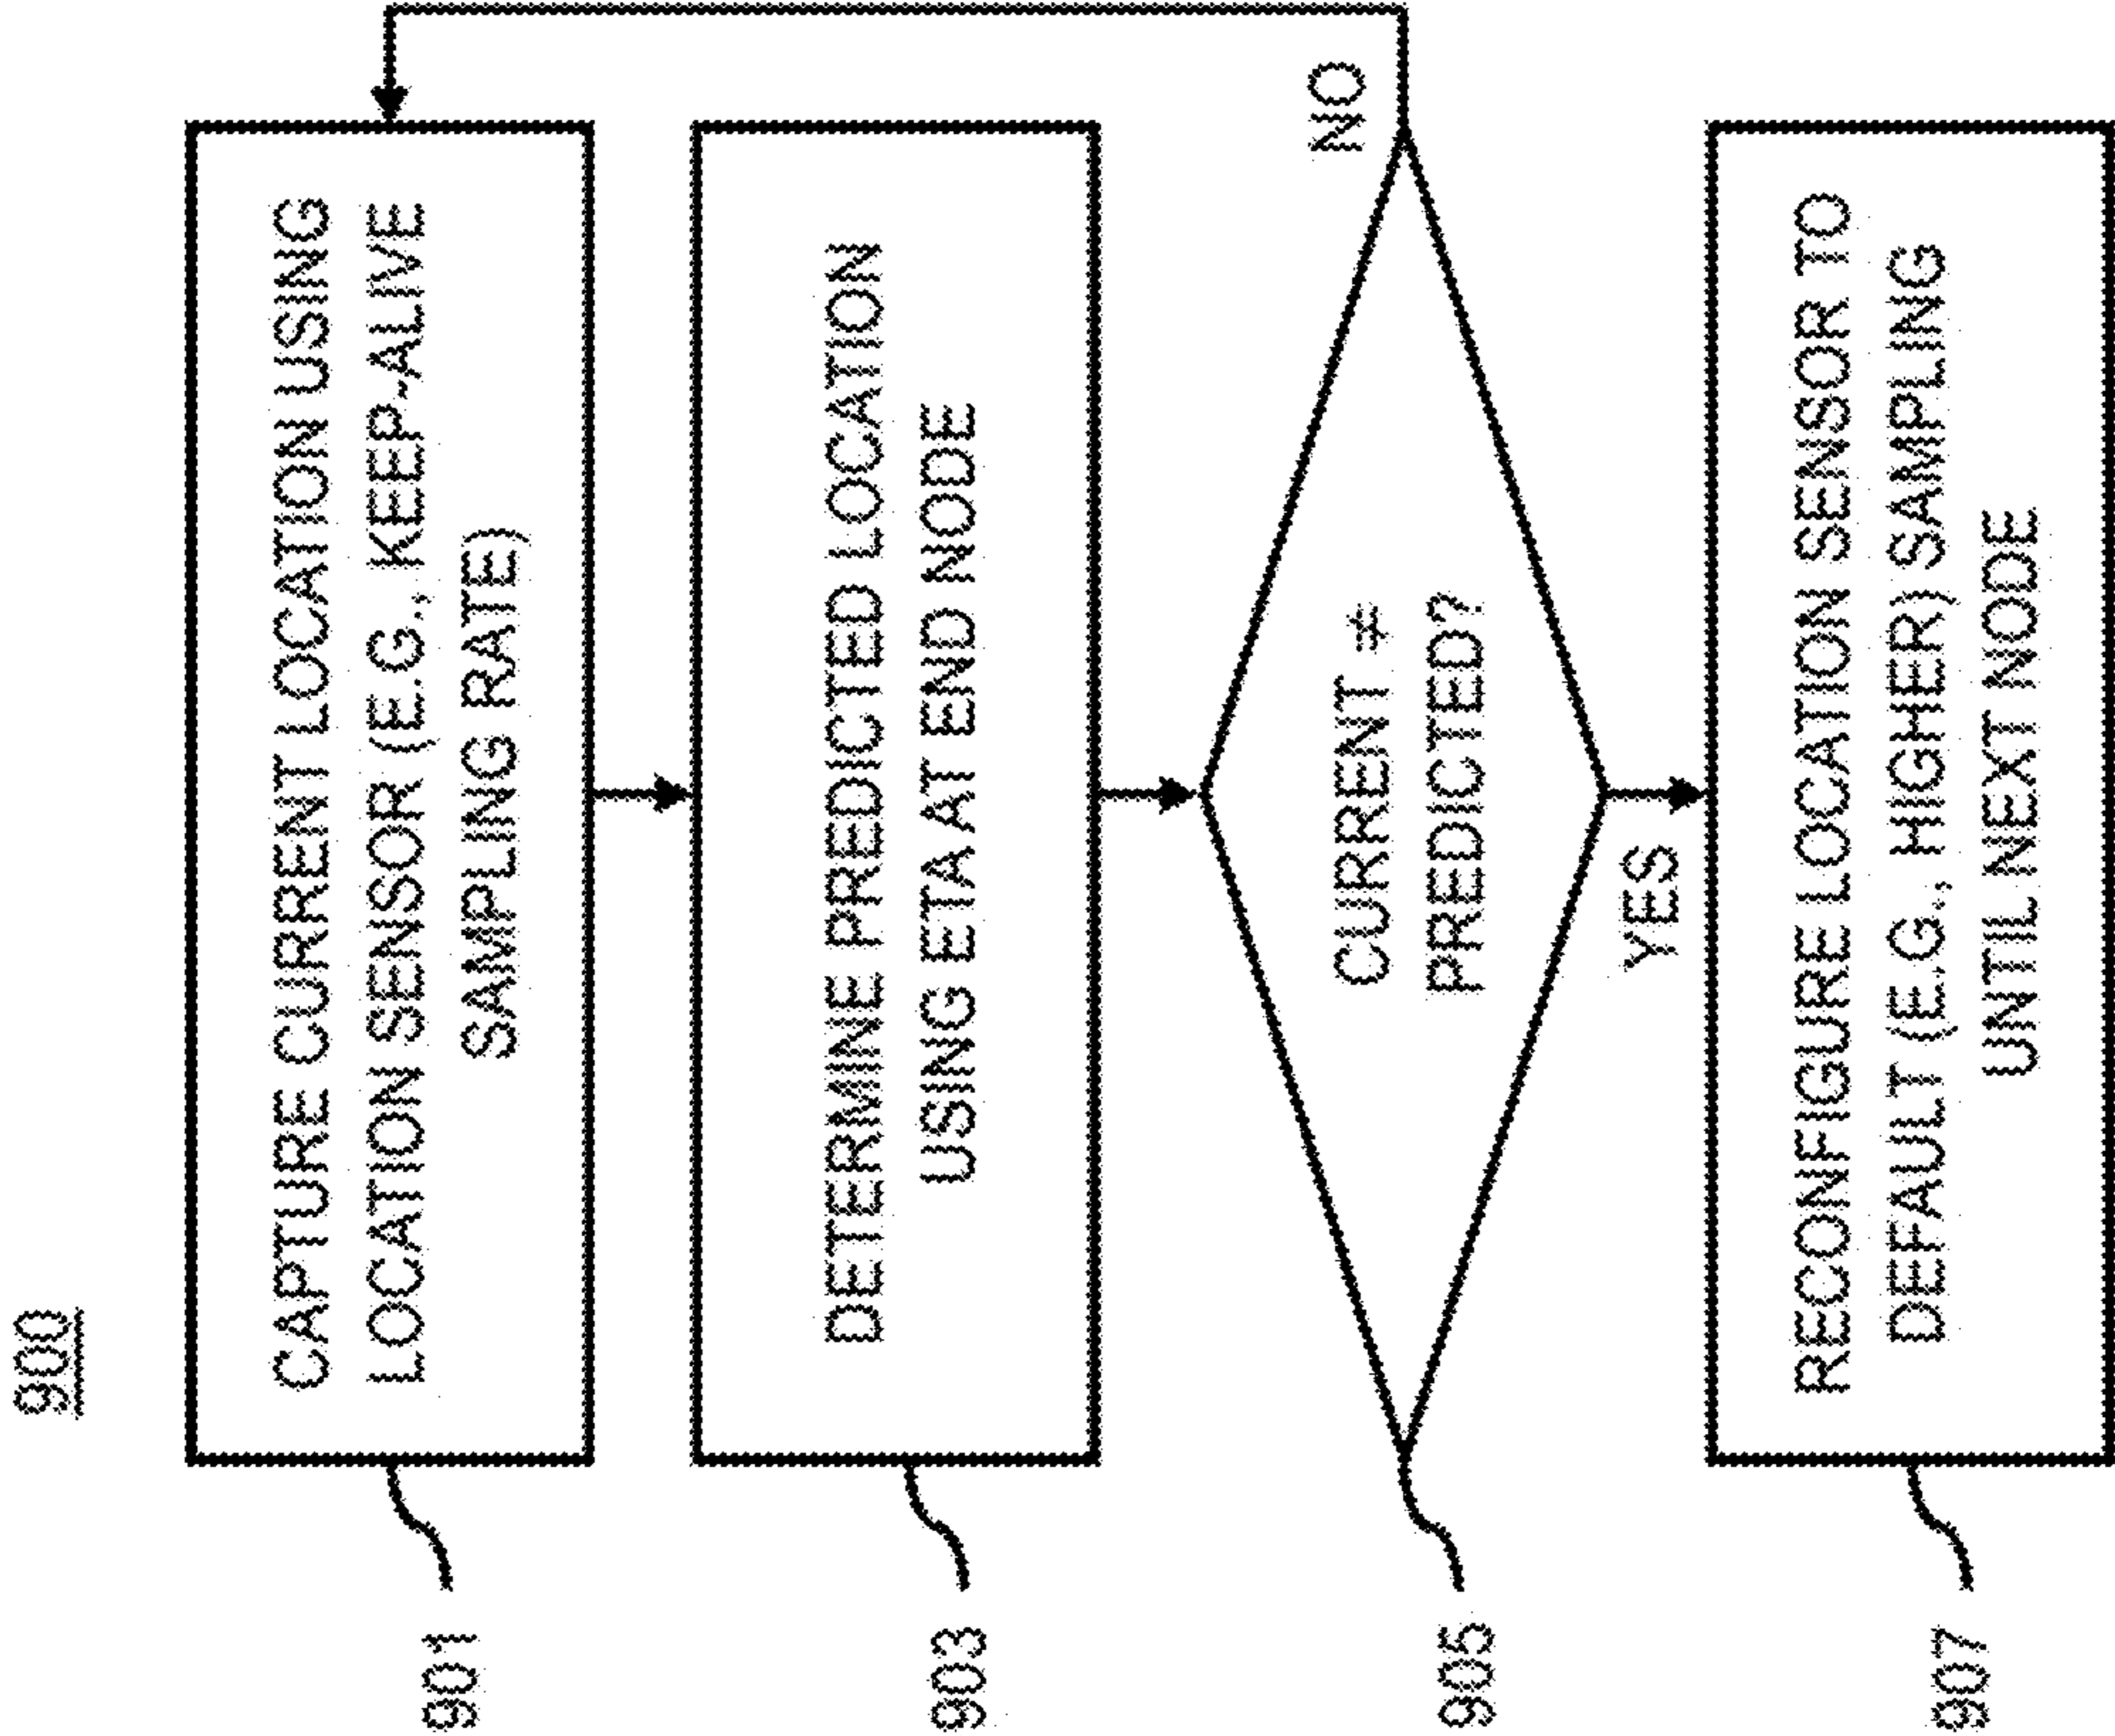 900
CAPTURE CURRENT LOCATION USING
LOCATION SENSOR (E.G., KEEP-ALIVE
SAMPLING RATE)
901
DETERMINE PREDICTED LOCATION
USING ETA AT END NODE
903
CURRENT ≠
PREDICTED?
NO
905
YES
RECONFIGURE LOCATION SENSOR TO
DEFAULT (E.G., HIGHER) SAMPLING
UNTIL NEXT NODE
907